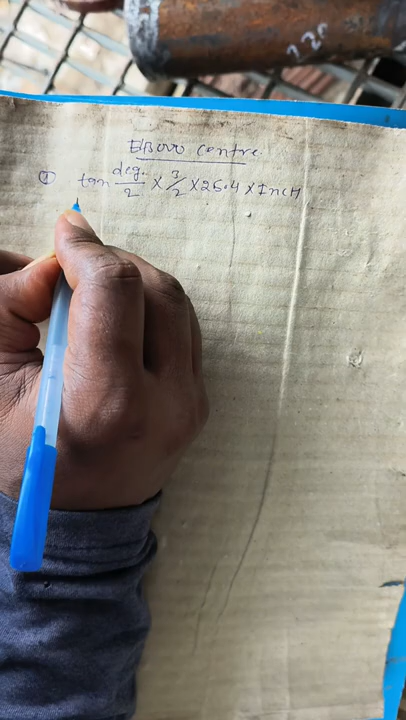 Elbow centre.
① tan deg./2 × 3/2 × 25.4 × IncH